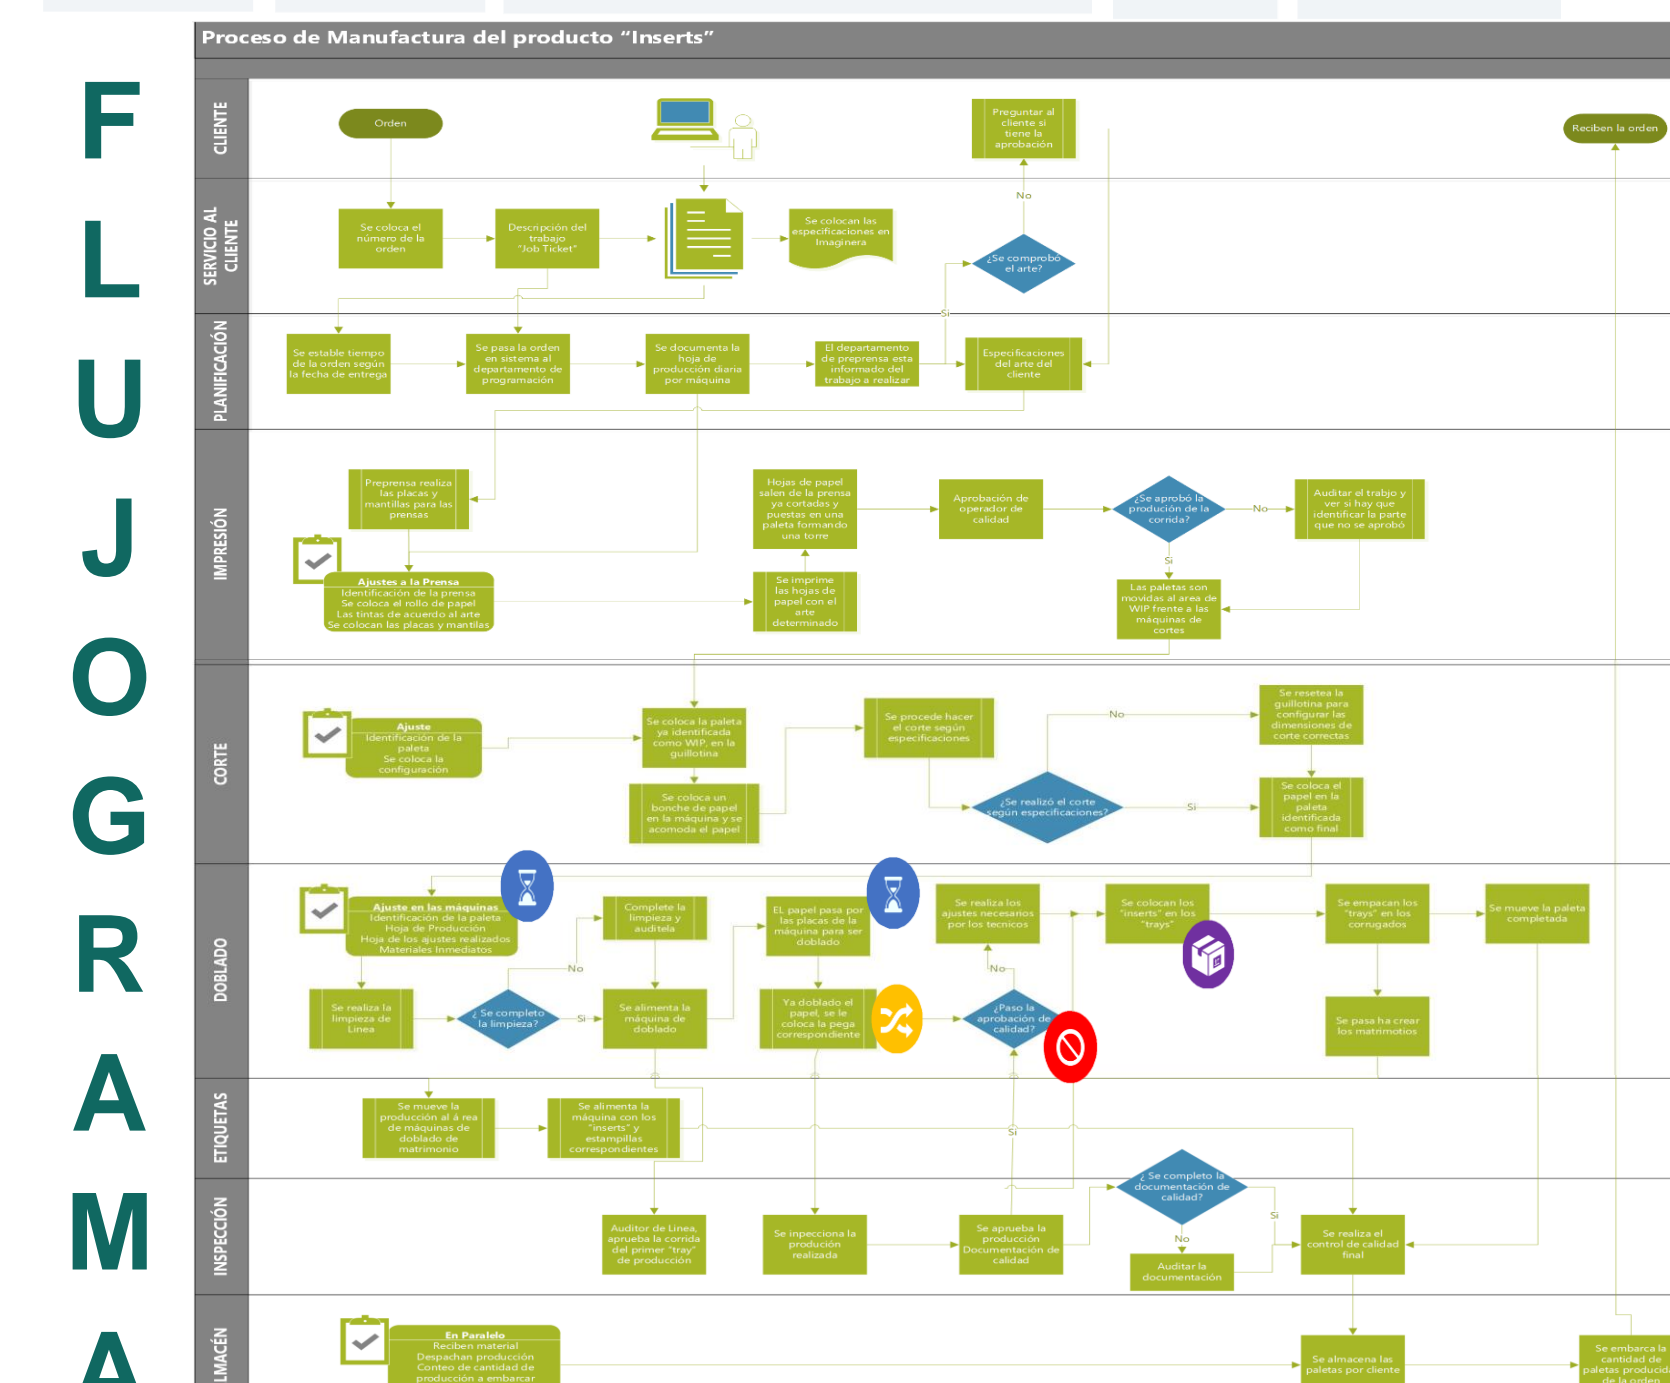 F
L
U
J
O
G
R
A
M
A
Proceso de Manufactura del producto “Inserts”
CLIENTE
Orden
Preguntar al
cliente si
tiene la
aprobación
Reciben la orden
No
SERVICIO AL
CLIENTE
Se coloca el
número de la
orden
Descripción del
trabajo
“Job Ticket”
Se colocan las
especificaciones en
Imaginera
¿Se comprobó
el arte?
Si
PLANIFICACIÓN
Se estable tiempo
de la orden según
la fecha de entrega
Se pasa la orden
en sistema al
departamento de
programación
Se documenta la
hoja de
producción diaria
por máquina
El departamento
de preprensa esta
informado del
trabajo a realizar
Especificaciones
del arte del
cliente
IMPRESIÓN
Preprensa realiza
las placas y
mantillas para las
prensas
Hojas de papel
salen de la prensa
ya cortadas y
puestas en una
paleta formando
una torre
Aprobación de
operador de
calidad
¿Se aprobó la
produción de la
corrida?
No
Auditar el trabjo y
ver si hay que
identificar la parte
que no se aprobó
Si
Ajustes a la Prensa
Identificación de la prensa
Se coloca el rollo de papel
Las tintas de acuerdo al arte
Se colocan las placas y mantilas
Se imprime
las hojas de
papel con el
arte
determinado
Las paletas son
movidas al area de
WIP frente a las
máquinas de
cortes
CORTE
Ajuste
Identificación de la
paleta
Se coloca la
configuración
Se coloca la paleta
ya identificada
como WIP, en la
guillotina
Se procede hacer
el corte según
especificaciones
No
Se resetea la
guillotina para
configurar las
dimensiones de
corte correctas
Se coloca un
bonche de papel
en la máquina y se
acomoda el papel
¿Se realizó el corte
según especificaciones?
Si
Se coloca el
papel en la
paleta
identificada
como final
DOBLADO
Ajuste en las máquinas
Identificación de la paleta
Hoja de Producción
Hoja de los ajustes realizados
Materiales Inmediatos
Complete la
limpieza y
auditela
EL papel pasa por
las placas de la
máquina para ser
doblado
Se realiza los
ajustes necesarios
por los tecnicos
Se colocan los
“inserts” en los
“trays”
Se empacan los
“trays” en los
corrugados
Se mueve la paleta
completada
No
No
Se realiza la
limpieza de
Linea
¿ Se completo
la limpieza?
Si
Se alimenta la
máquina de
doblado
Ya doblado el
papel, se le
coloca la pega
correspondiente
¿Paso la
aprobación de
calidad?
Se pasa ha crear
los matrimotios
ETIQUETAS
Se mueve la
producción al á rea
de máquinas de
doblado de
matrimonio
Se alimenta la
máquina con los
“inserts” y
estampillas
correspondientes
Si
INSPECCIÓN
¿ Se completo la
documentación de
calidad?
Si
No
Auditor de Linea,
aprueba la corrida
del primer “tray”
de producción
Se inpecciona la
produción
realizada
Se aprueba la
producción
Documentación de
calidad
Auditar la
documentación
Se realiza el
control de calidad
final
LMACÉN
En Paralelo
Reciben material
Despachan producción
Conteo de cantidad de
producción a embarcar
Se almacena las
paletas por cliente
Se embarca la
cantidad de
paletas producida
de la orden